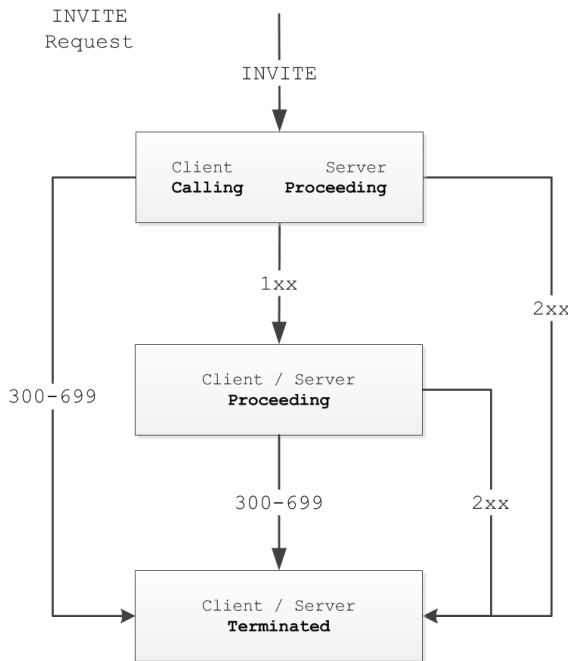 INVITE
Request
INVITE
Client Server
Calling Proceeding
1xx
2xx
Client / Server
Proceeding
300-699
300-699
2xx
Client / Server
Terminated